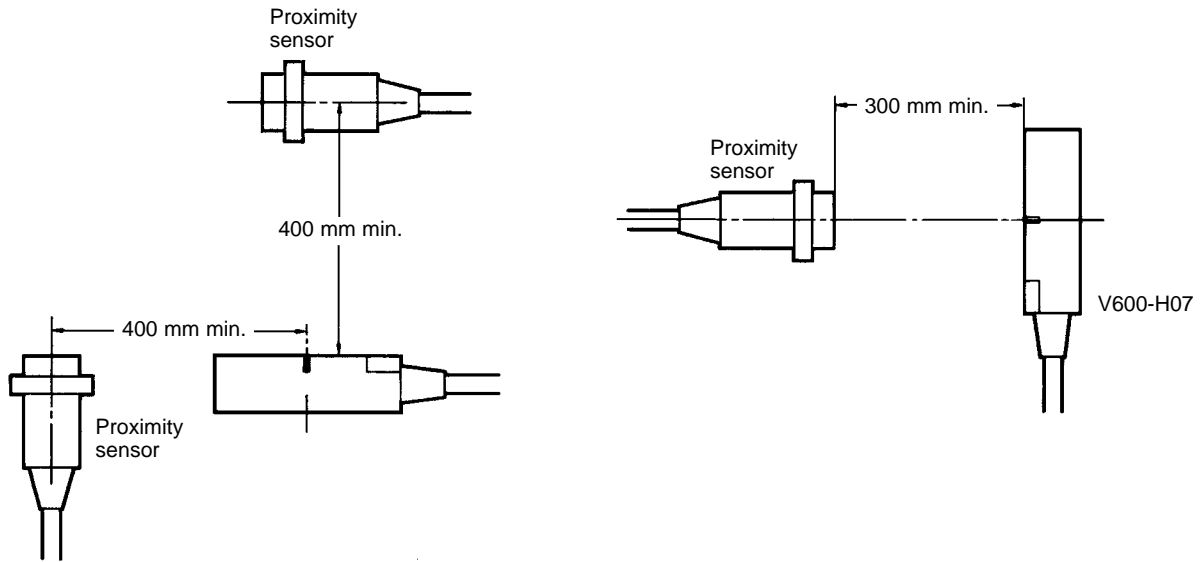 Proximity
sensor
400 mm min.
400 mm min.
Proximity
sensor
300 mm min.
Proximity
sensor
V600-H07